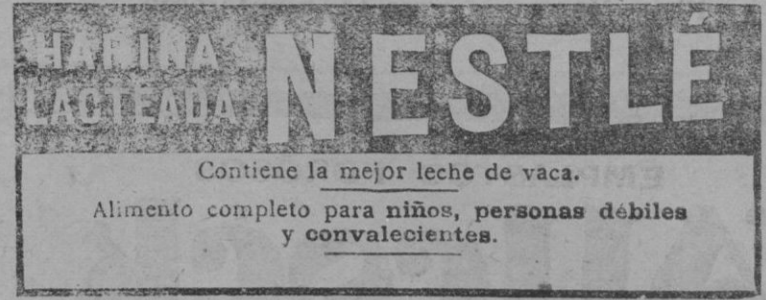 HARINA
LACTEADA
NESTLÉ
Contiene la mejor leche de vaca.
Alimento completo para niños, personas débiles
y convalecientes.